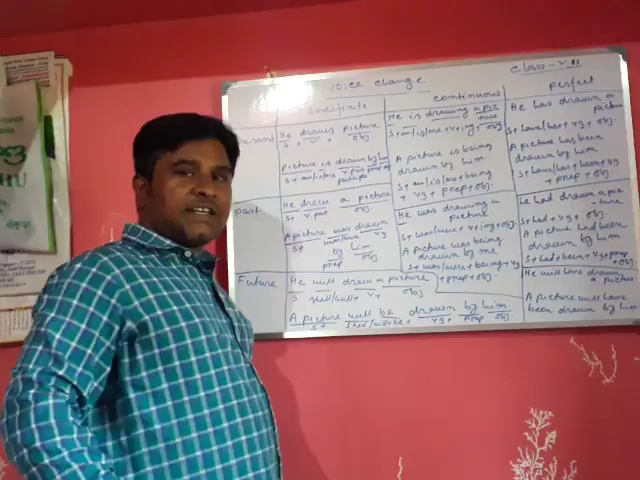 Voice change
Class-VIII
Indefinite
continuous
perfect
present
He draws picture
S + V + obj
Picture is drawn by him
S+ am/is/are V.past participle prep obj
He is drawing a pic
ture
S+am/is/are+V+ing+obj
A picture is being
drawn by him.
S+ am/is/are+being
+ V3 + prep + obj.
He has drawn a
picture
S+have/has+V3+obj
A picture has been
drawn by him
S+have/has+been+V3
+ prep + obj.
past
He drew a picture
S+ V.past obj.
A picture was drawn
S+ was/were V3
by him.
prep obj
He was drawing a
picture.
S+ was/were+V+ing+obj.
A picture was being
drawn by me
S+ was/were+being+V3
+prep+obj.
He had drawn a pic
-ture
S+had+V3+obj.
A picture had been
drawn by him
S+had+been+V3+prep
+obj.
Future
He will draw a picture
S shall/will+ V+ obj
A picture will be drawn by him.
S+ shall/will+be+ V3+ prep obj
He will have drawn
a picture
A picture will have
been drawn by him